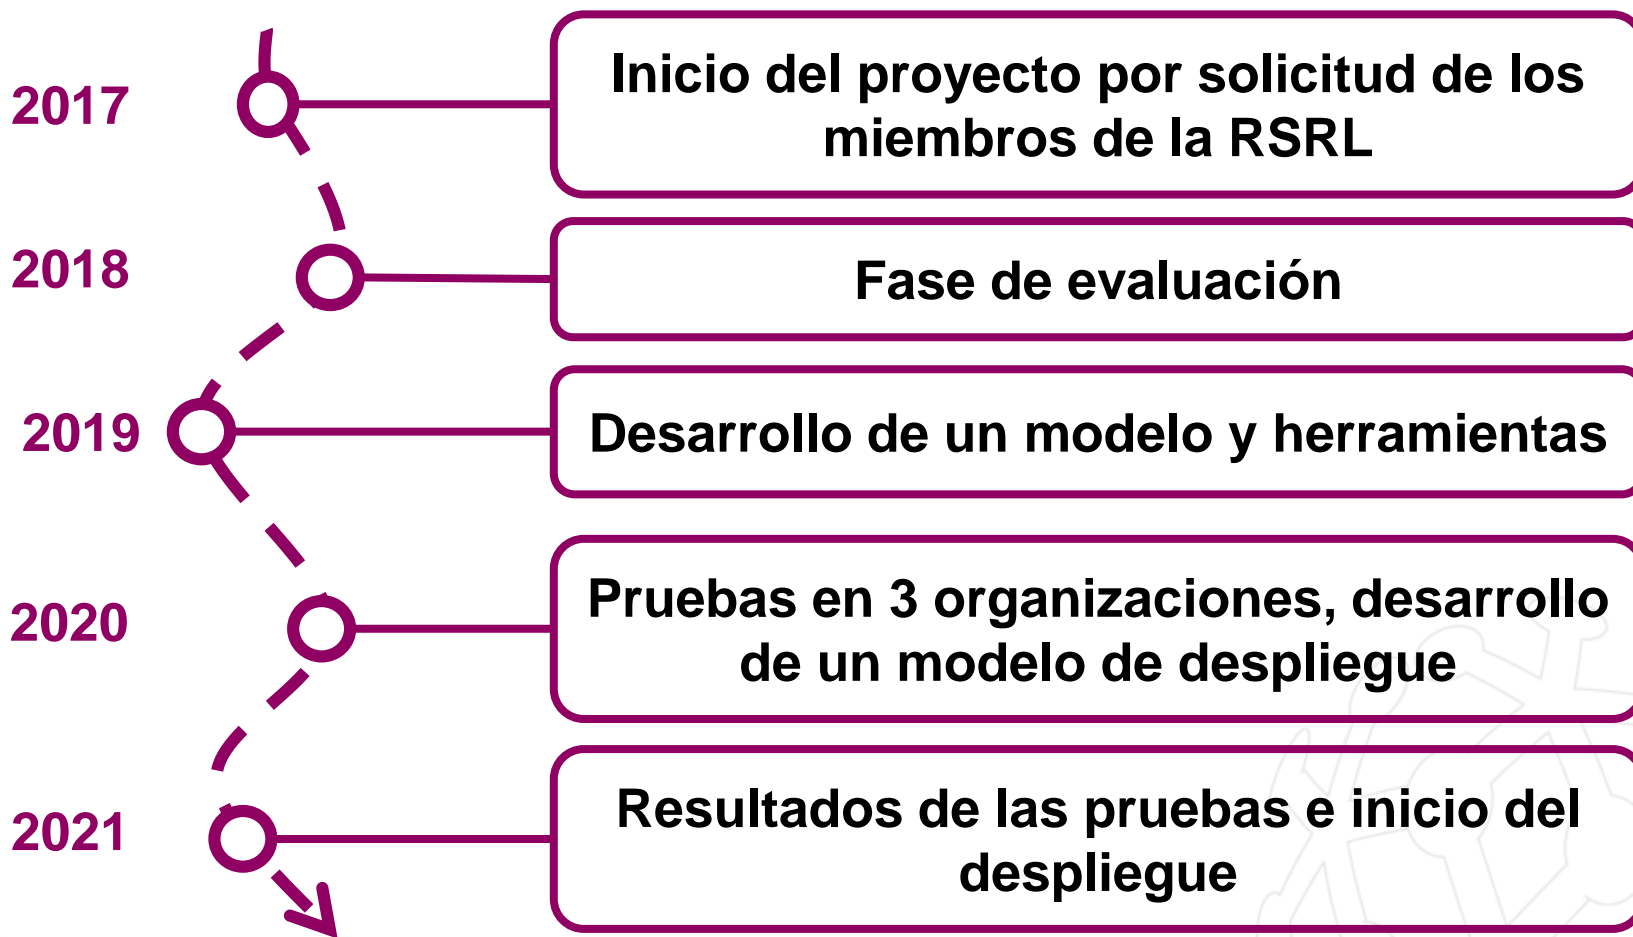 2017
Inicio del proyecto por solicitud de los
miembros de la RSRL
2018
Fase de evaluación
2019
Desarrollo de un modelo y herramientas
2020
Pruebas en 3 organizaciones, desarrollo
de un modelo de despliegue
2021
Resultados de las pruebas e inicio del
despliegue